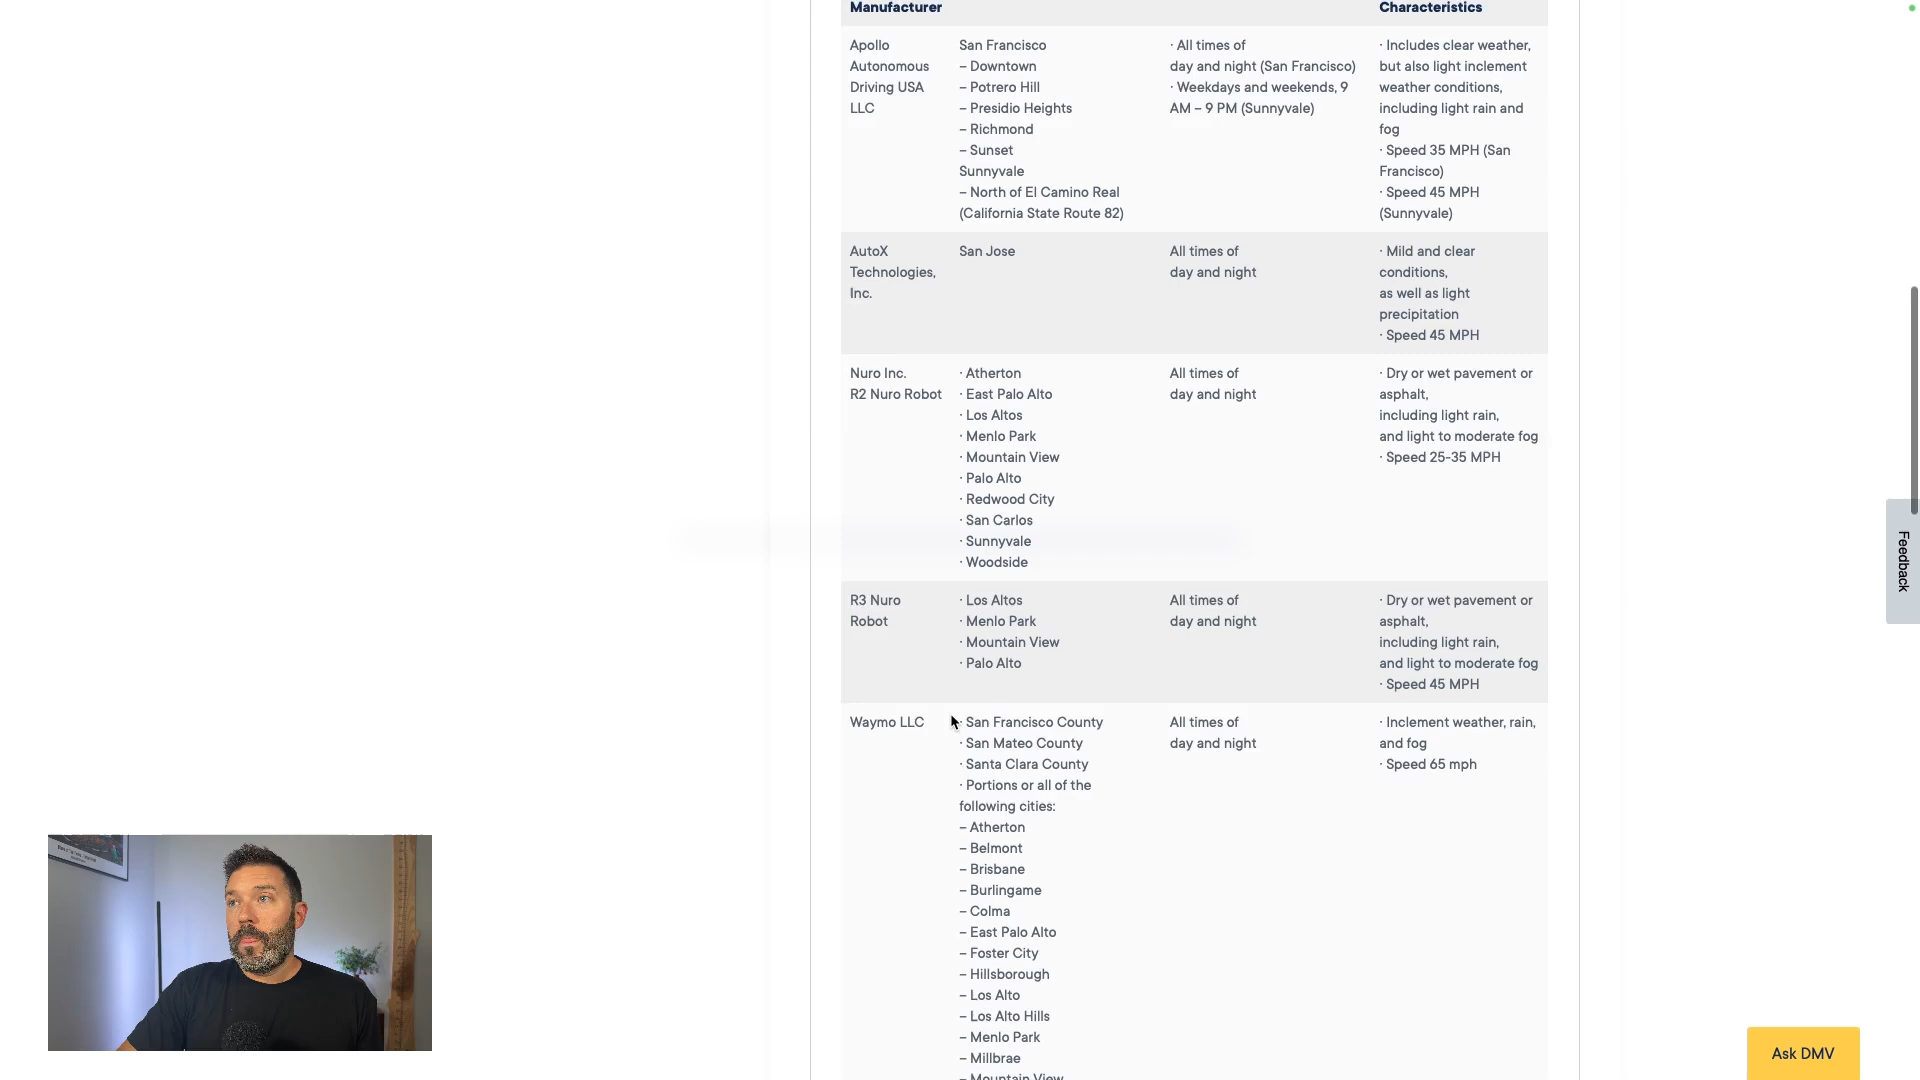 Manufacturer
Characteristics
Apollo
Autonomous
Driving USA
LLC
San Francisco
– Downtown
– Potrero Hill
– Presidio Heights
– Richmond
– Sunset
Sunnyvale
– North of El Camino Real
(California State Route 82)
· All times of
day and night (San Francisco)
· Weekdays and weekends, 9
AM – 9 PM (Sunnyvale)
· Includes clear weather,
but also light inclement
weather conditions,
including light rain and
fog
· Speed 35 MPH (San
Francisco)
· Speed 45 MPH
(Sunnyvale)
AutoX
Technologies,
Inc.
San Jose
All times of
day and night
· Mild and clear
conditions,
as well as light
precipitation
· Speed 45 MPH
Nuro Inc.
R2 Nuro Robot
· Atherton
· East Palo Alto
· Los Altos
· Menlo Park
· Mountain View
· Palo Alto
· Redwood City
· San Carlos
· Sunnyvale
· Woodside
All times of
day and night
· Dry or wet pavement or
asphalt,
including light rain,
and light to moderate fog
· Speed 25-35 MPH
R3 Nuro
Robot
· Los Altos
· Menlo Park
· Mountain View
· Palo Alto
All times of
day and night
· Dry or wet pavement or
asphalt,
including light rain,
and light to moderate fog
· Speed 45 MPH
Waymo LLC
· San Francisco County
· San Mateo County
· Santa Clara County
· Portions or all of the
following cities:
– Atherton
– Belmont
– Brisbane
– Burlingame
– Colma
– East Palo Alto
– Foster City
– Hillsborough
– Los Alto
– Los Alto Hills
– Menlo Park
– Millbrae
– Mountain View
All times of
day and night
· Inclement weather, rain,
and fog
· Speed 65 mph
Feedback
Ask DMV